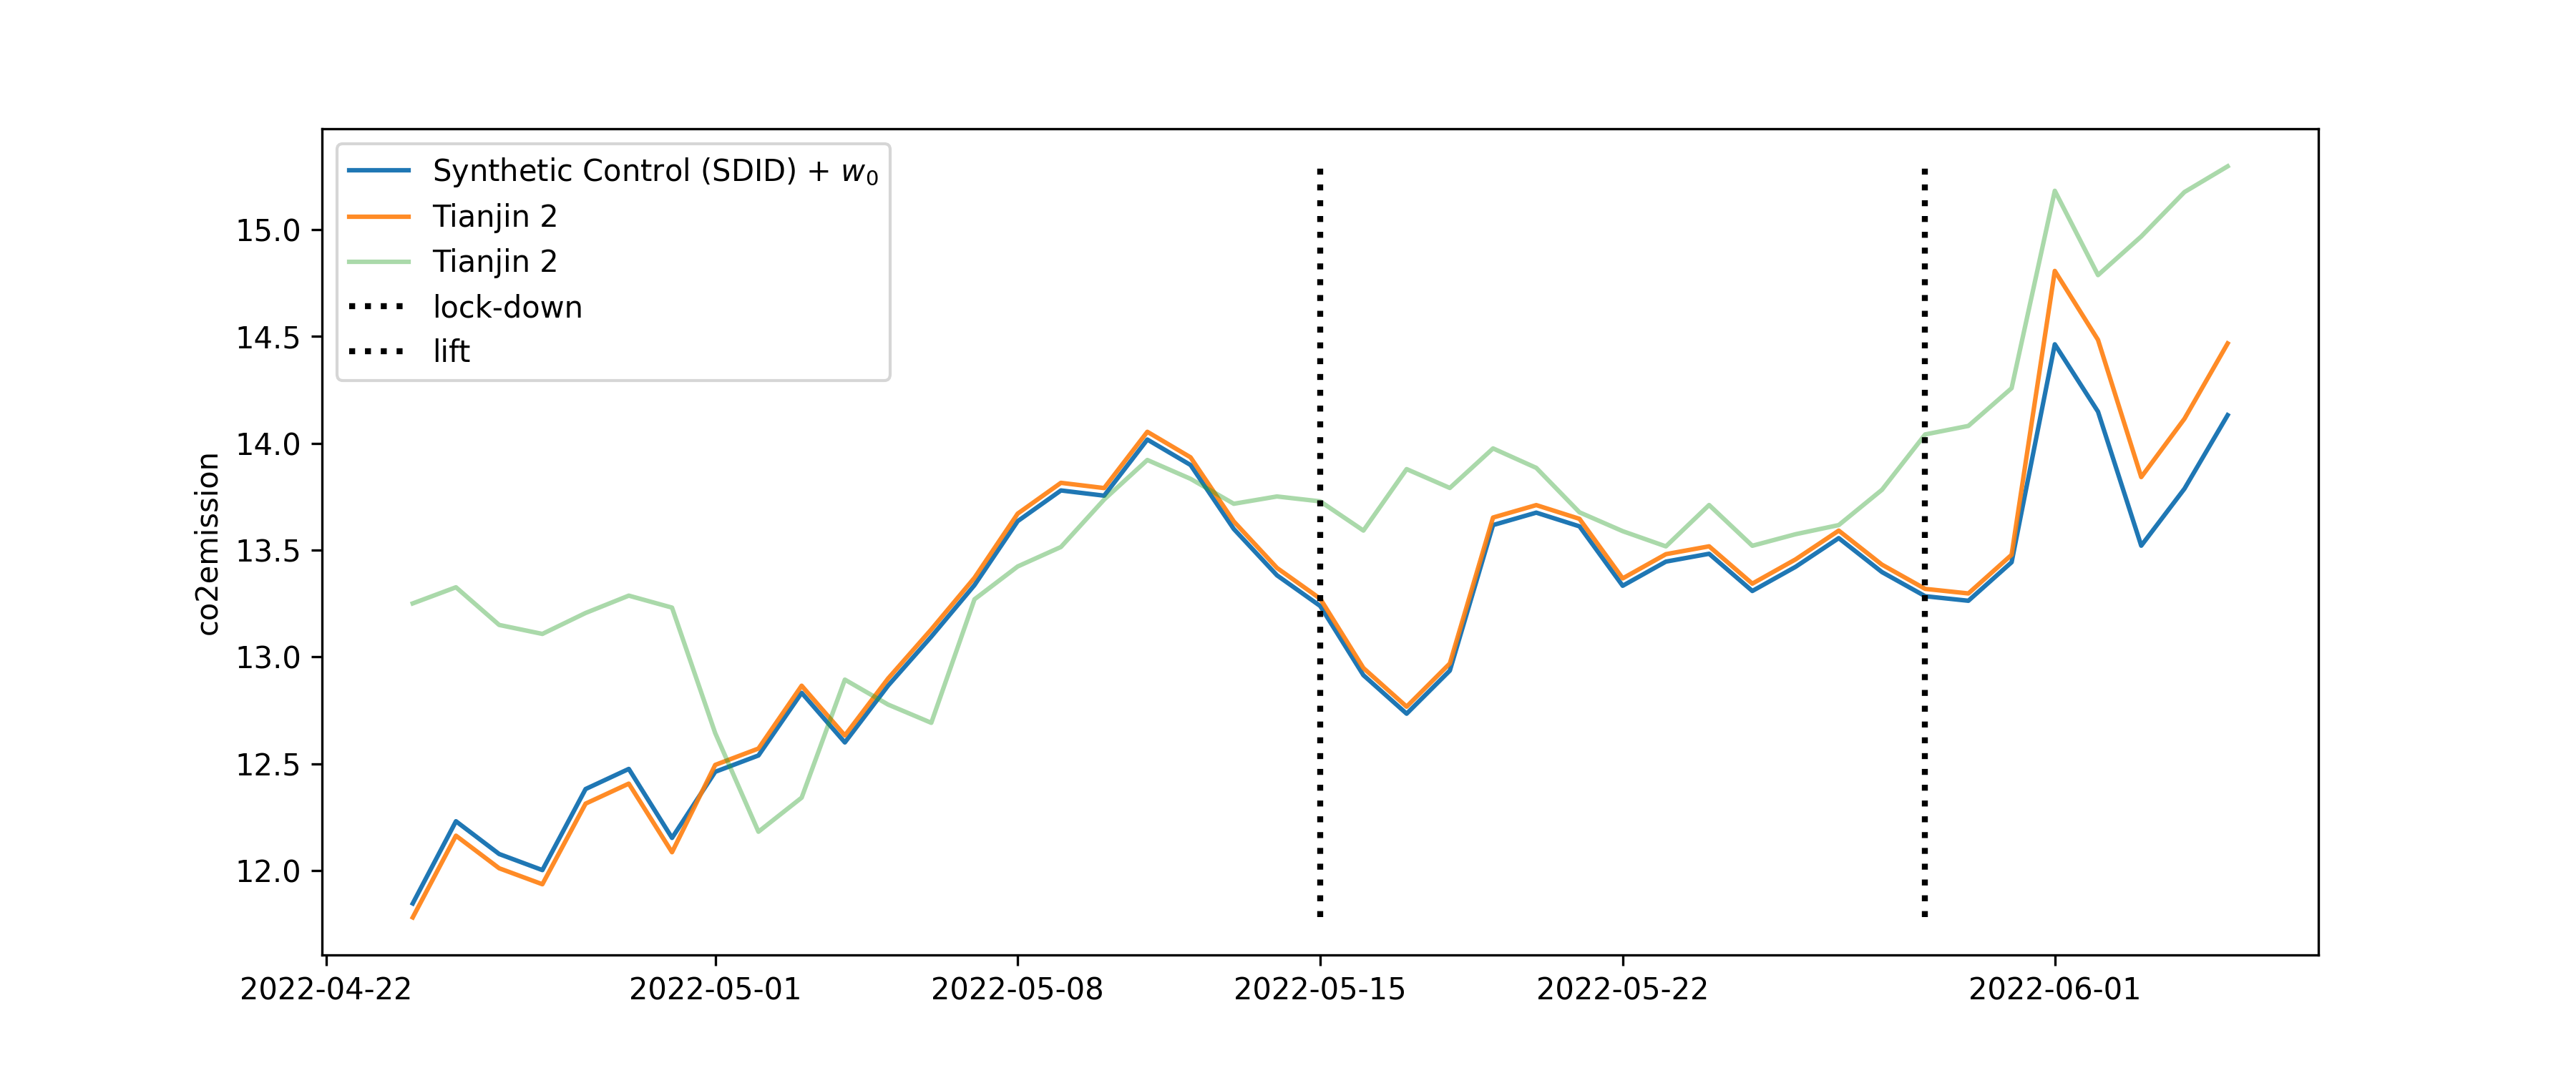 Synthetic Control (SDID) + w₀
Tianjin 2
Tianjin 2
lock-down
lift
co2emission
15.0
14.5
14.0
13.5
13.0
12.5
12.0
2022-04-22 2022-05-01 2022-05-08 2022-05-15 2022-05-22 2022-06-01